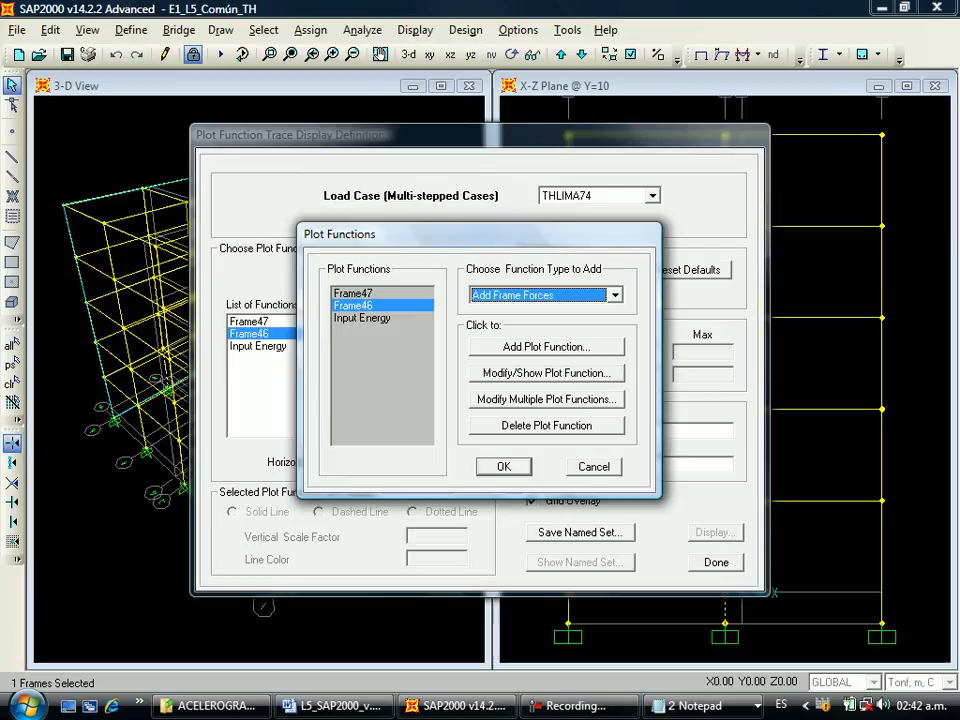 SAP2000 v14.2.2 Advanced - E1_L5_Común_TH
File Edit View Define Bridge Draw Select Assign Analyze Display Design Options Tools Help
3-d xy xz yz nv nd
3-D View
X-Z Plane @ Y=10
Plot Function Trace Display Definition
Load Case (Multi-stepped Cases)
THLIMA74
Plot Functions
Choose Plot Func
eset Defaults
List of Functions
Frame47
Frame46
Input Energy
Max
Horizo
Plot Functions
Frame47
Frame46
Input Energy
Choose Function Type to Add
Add Frame Forces
Click to:
Add Plot Function...
Modify/Show Plot Function...
Modify Multiple Plot Functions...
Delete Plot Function
OK
Cancel
Selected Plot Fun
Solid Line
Dashed Line
Dotted Line
Vertical Scale Factor
Line Color
Grid Overlay
Save Named Set...
Display...
Show Named Set...
Done
all
ps
clr
X
1 Frames Selected
X0.00 Y0.00 Z0.00
GLOBAL
Tonf, m, C
ACELEROGRA...
L5_SAP2000_v...
SAP2000 v14.2....
Recording...
2 Notepad
ES
02:42 a.m.